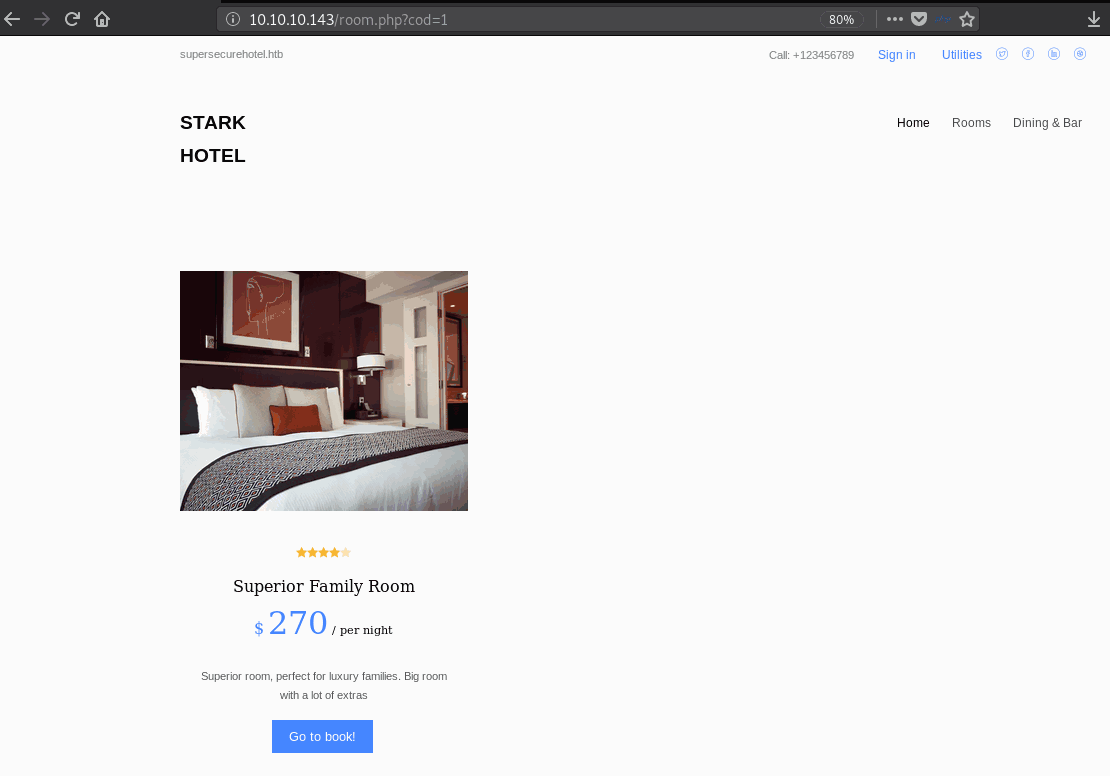 10.10.10.143/room.php?cod=1
80%
supersecurehotel.htb
Call: +123456789
Sign in
Utilities
STARK
HOTEL
Home
Rooms
Dining & Bar
Superior Family Room
$ 270 / per night
Superior room, perfect for luxury families. Big room
with a lot of extras
Go to book!